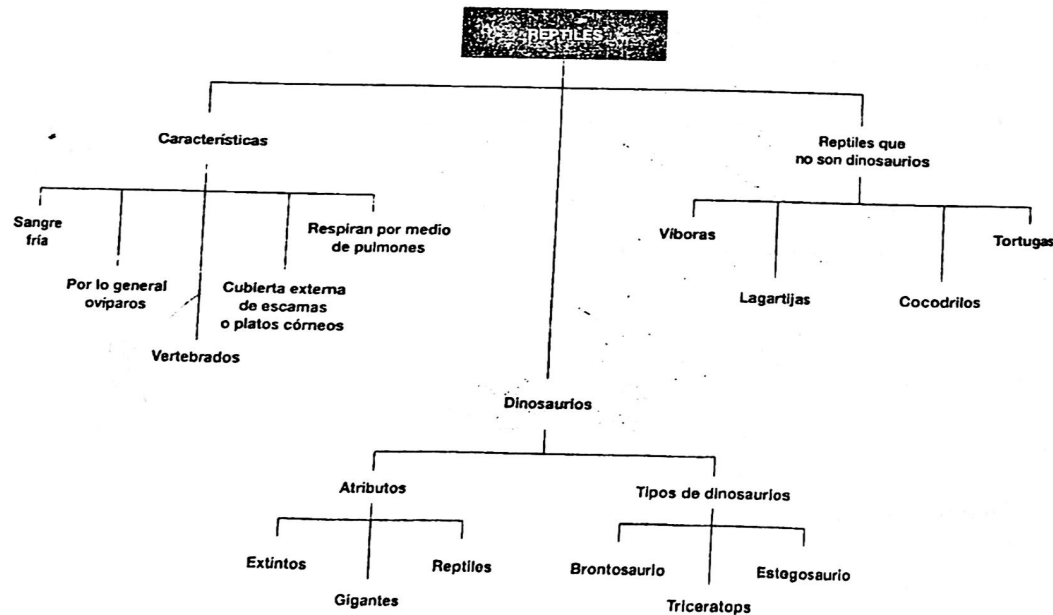 REPTILES
Características
Reptiles que
no son dinosaurios
Sangre
fría
Por lo general
ovíparos
Vertebrados
Cubierta externa
de escamas
o platos córneos
Respiran por medio
de pulmones
Víboras
Lagartijas
Cocodrilos
Tortugas
Dinosaurios
Atributos
Tipos de dinosaurios
Extintos
Gigantes
Reptiles
Brontosaurio
Triceratops
Estegosaurio